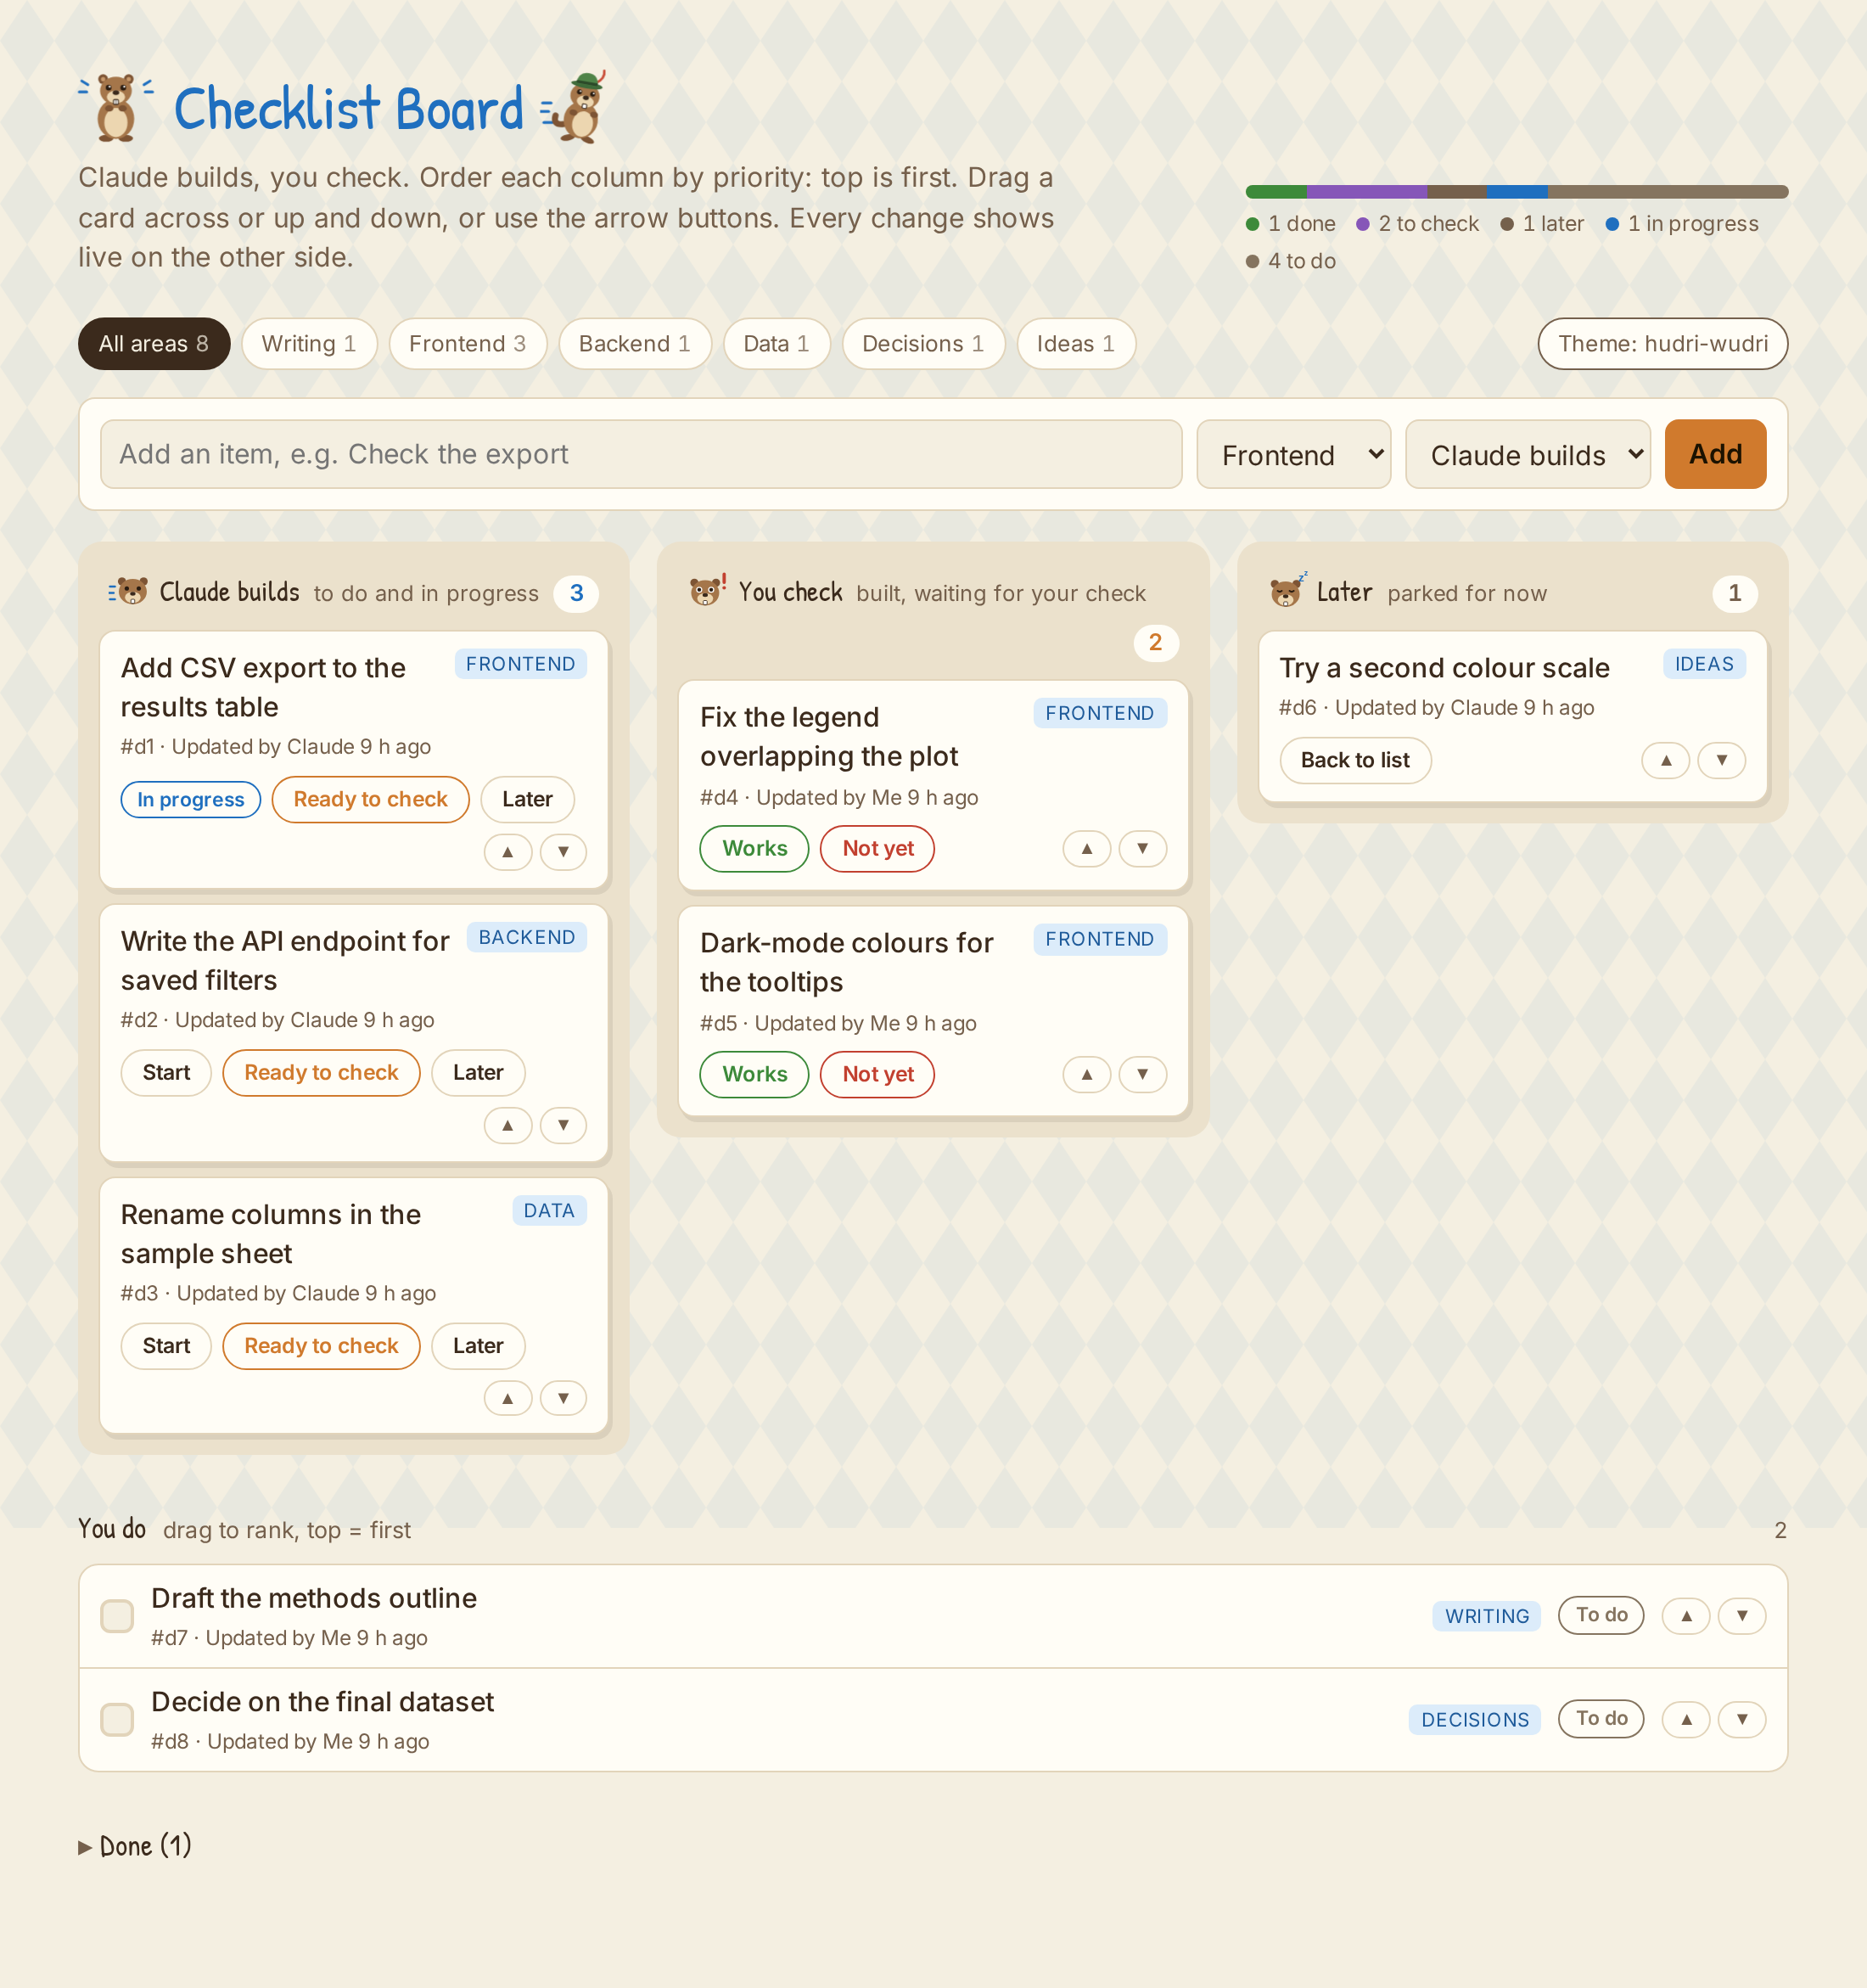 Checklist Board
Claude builds, you check. Order each column by priority: top is first. Drag a
card across or up and down, or use the arrow buttons. Every change shows
live on the other side.
1 done 2 to check 1 later 1 in progress
4 to do
All areas 8 Writing 1 Frontend 3 Backend 1 Data 1 Decisions 1 Ideas 1 Theme: hudri-wudri
Add an item, e.g. Check the export Frontend Claude builds Add
Claude builds to do and in progress 3
Add CSV export to the FRONTEND
results table
#d1 · Updated by Claude 9 h ago
In progress Ready to check Later
▲ ▼
Write the API endpoint for BACKEND
saved filters
#d2 · Updated by Claude 9 h ago
Start Ready to check Later
▲ ▼
Rename columns in the DATA
sample sheet
#d3 · Updated by Claude 9 h ago
Start Ready to check Later
▲ ▼
! You check built, waiting for your check
2
Fix the legend FRONTEND
overlapping the plot
#d4 · Updated by Me 9 h ago
Works Not yet ▲ ▼
Dark-mode colours for FRONTEND
the tooltips
#d5 · Updated by Me 9 h ago
Works Not yet ▲ ▼
z z Later parked for now 1
Try a second colour scale IDEAS
#d6 · Updated by Claude 9 h ago
Back to list ▲ ▼
You do drag to rank, top = first 2
Draft the methods outline
#d7 · Updated by Me 9 h ago
WRITING To do ▲ ▼
Decide on the final dataset
#d8 · Updated by Me 9 h ago
DECISIONS To do ▲ ▼
▶ Done (1)